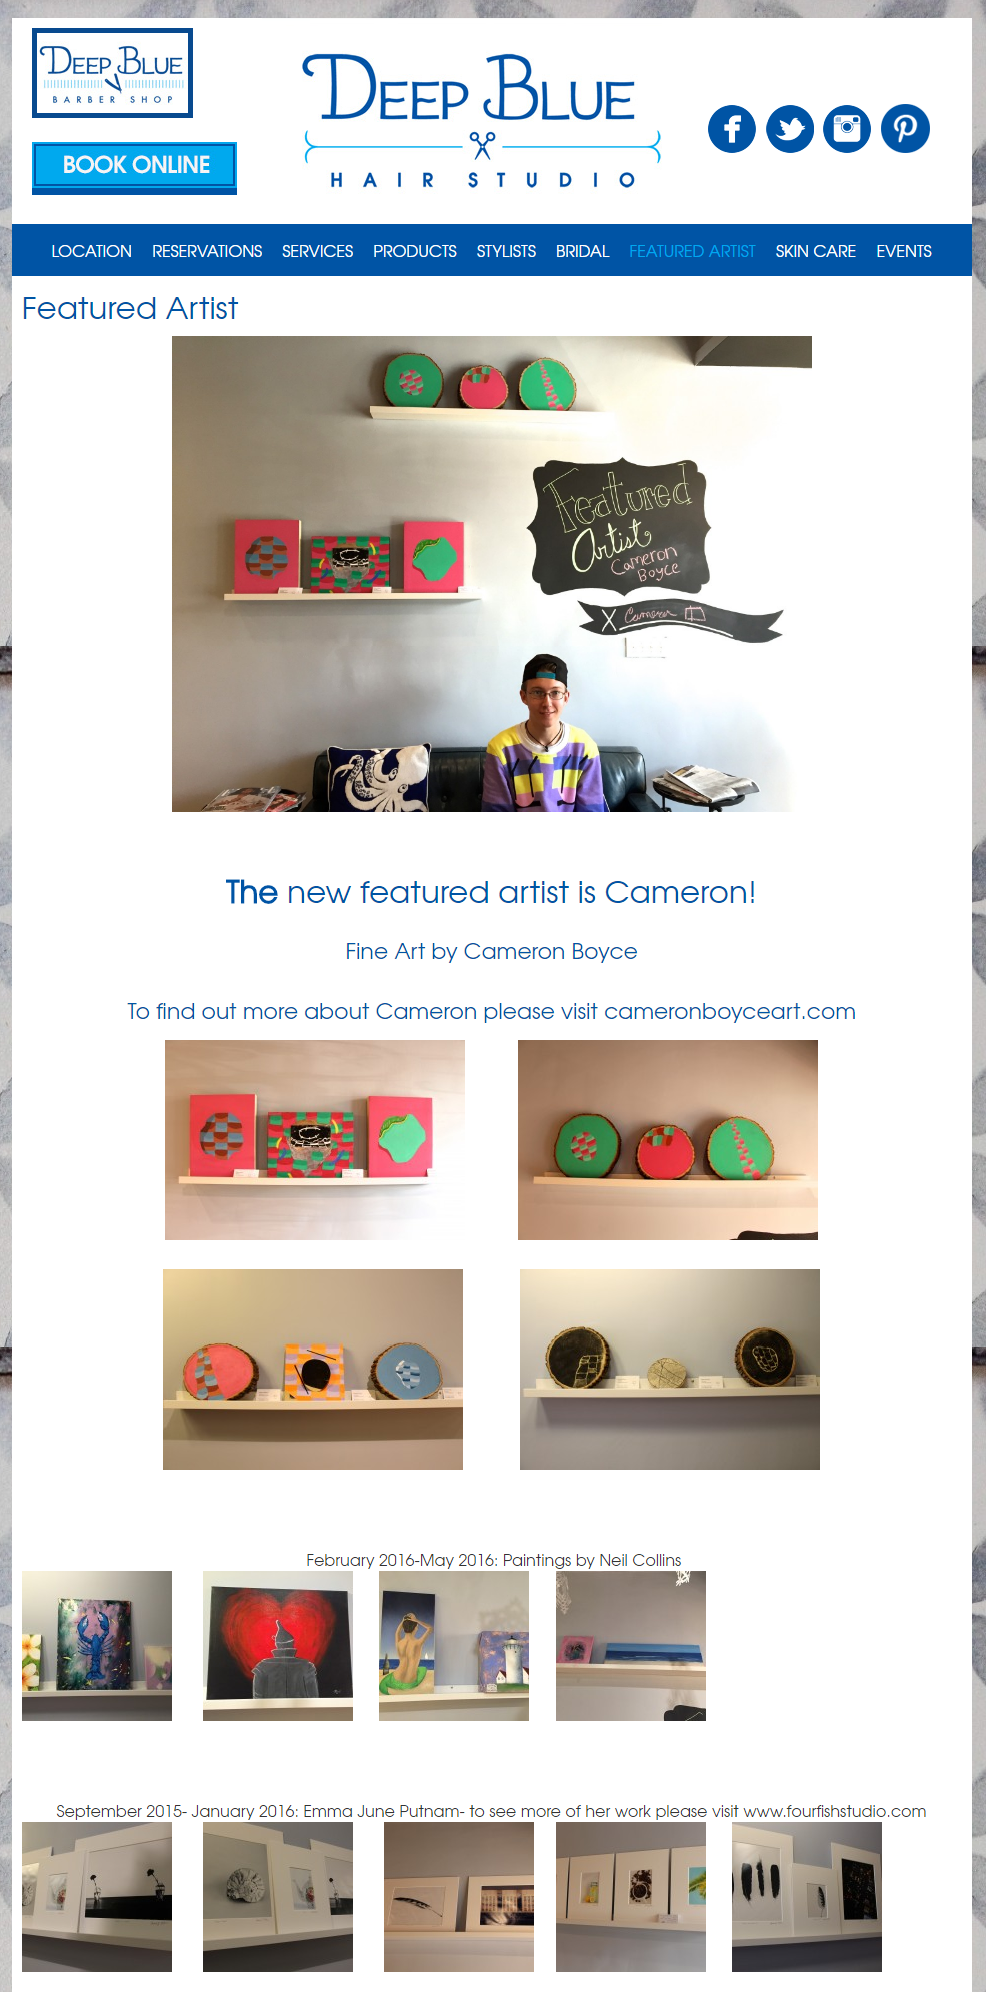 DEEP BLUE
BARBER SHOP
BOOK ONLINE
DEEP BLUE
HAIR STUDIO
LOCATION RESERVATIONS SERVICES PRODUCTS STYLISTS BRIDAL FEATURED ARTIST SKIN CARE EVENTS
Featured Artist
Featured
Artist
Cameron
Boyce
X Cameron
The new featured artist is Cameron!
Fine Art by Cameron Boyce
To find out more about Cameron please visit cameronboyceart.com
February 2016-May 2016: Paintings by Neil Collins
September 2015- January 2016: Emma June Putnam- to see more of her work please visit www.fourfishstudio.com